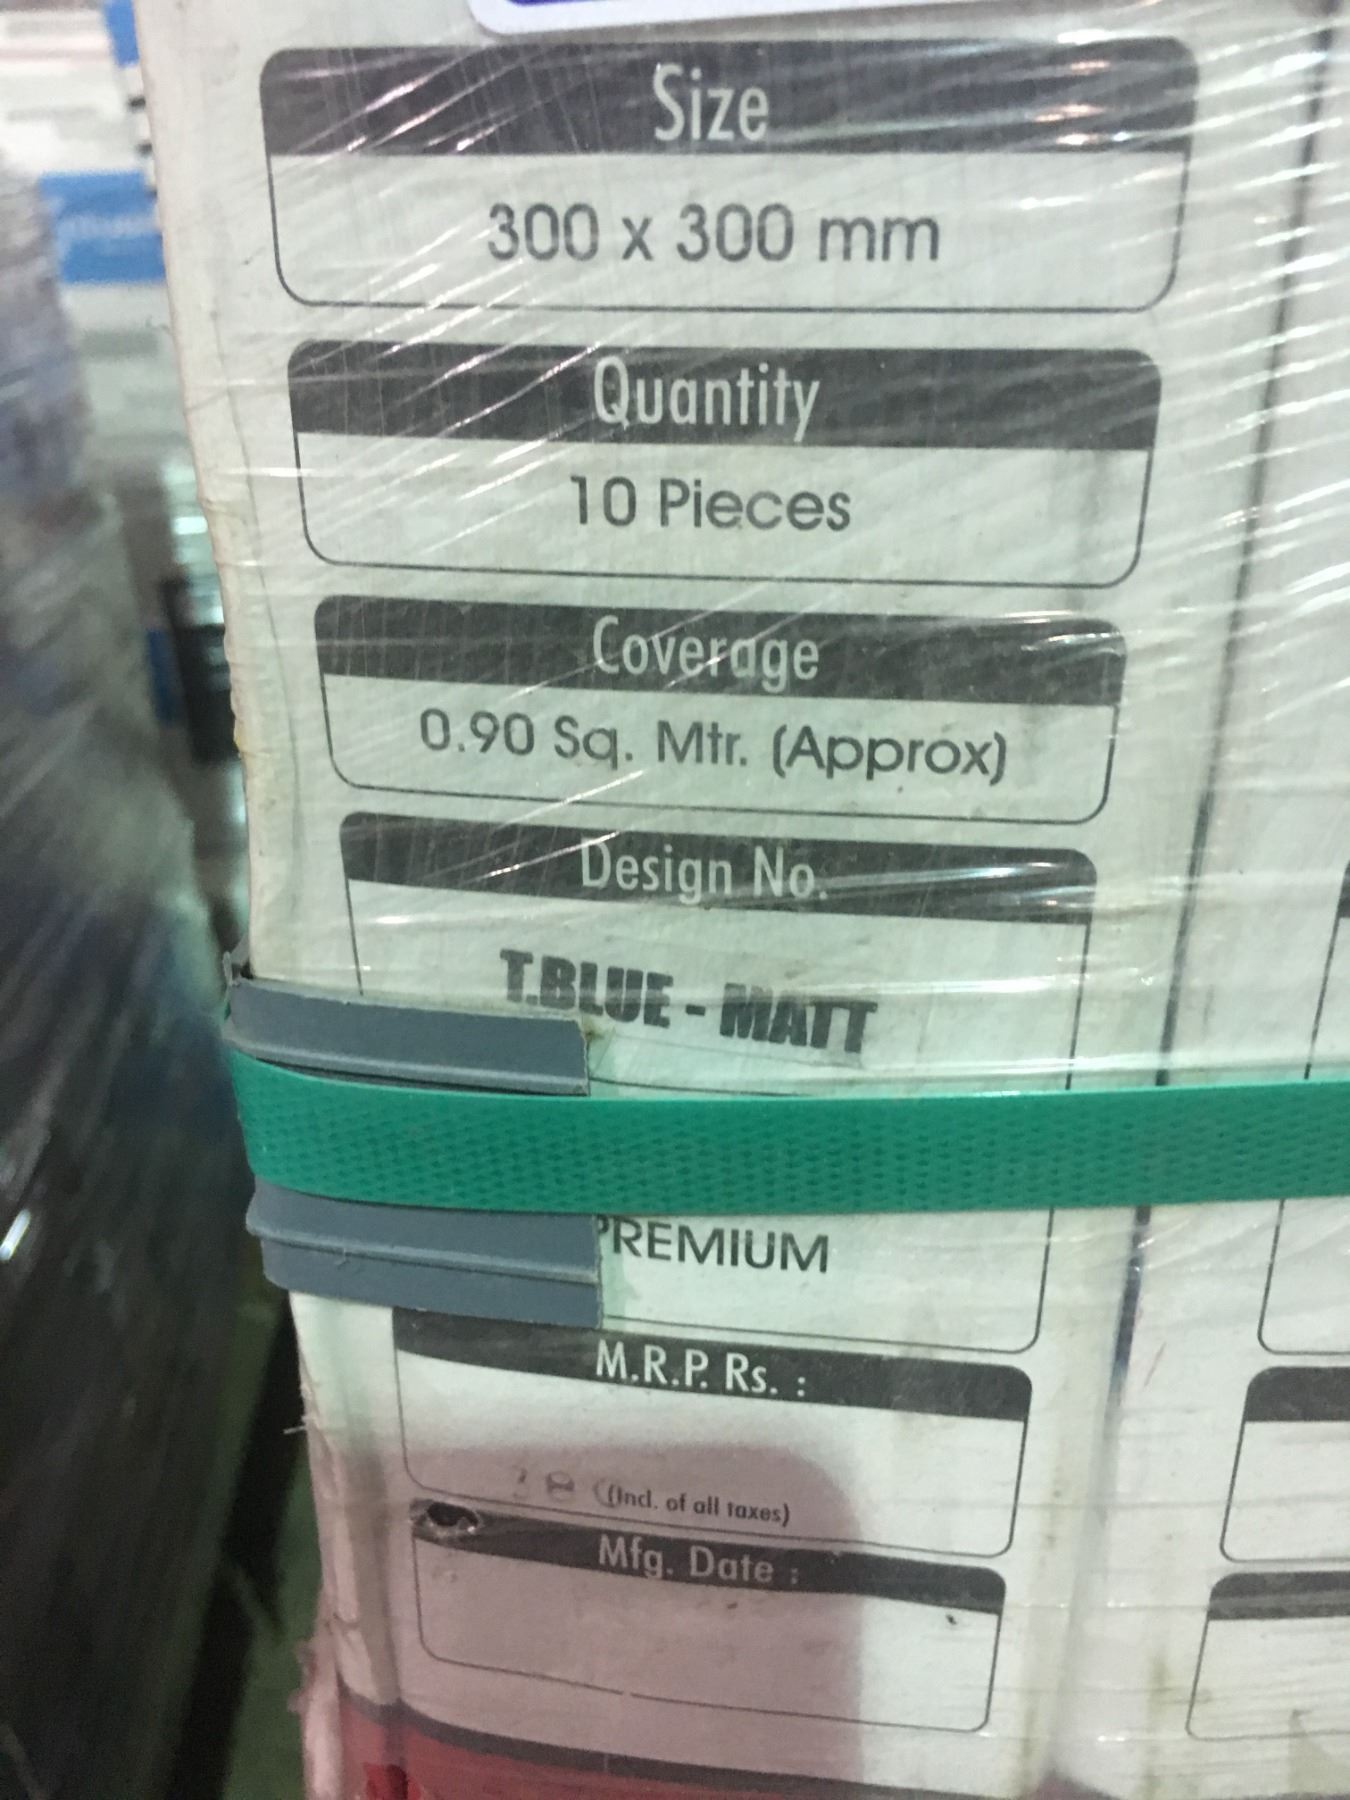 Size
300 x 300 mm
Quantity
10 Pieces
Coverage
0.90 Sq. Mtr. (Approx)
Design No.
T.BLUE - MATT
PREMIUM
M.R.P. Rs. :
(Incl. of all taxes)
Mfg. Date :